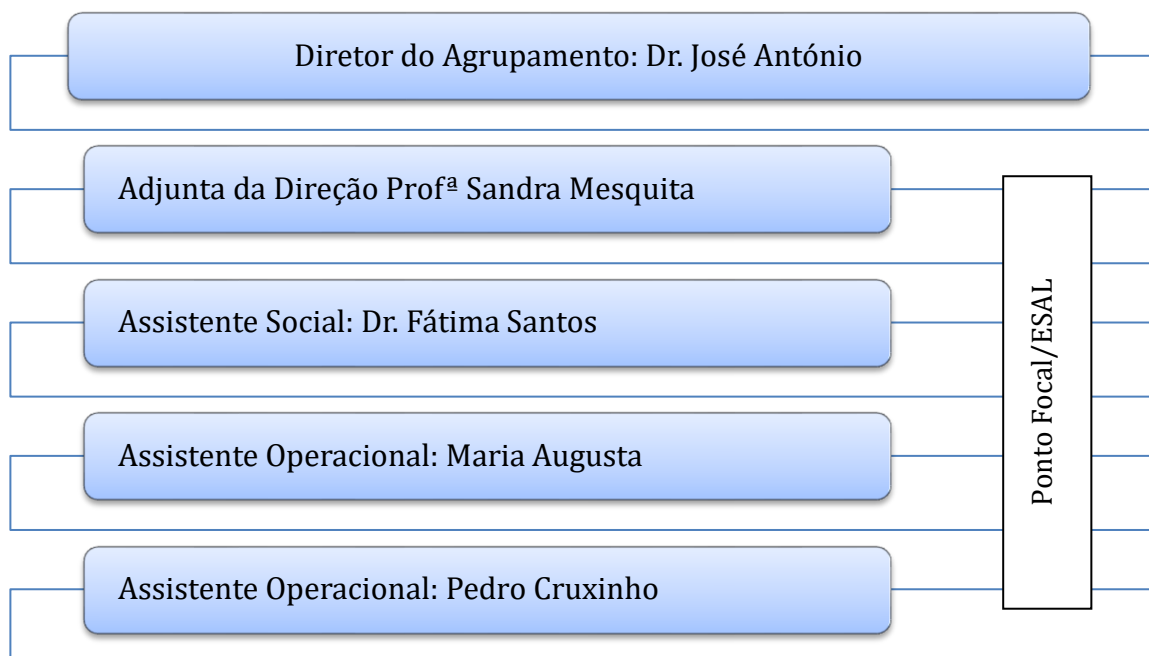 Diretor do Agrupamento: Dr. José António
Adjunta da Direção Profª Sandra Mesquita
Assistente Social: Dr. Fátima Santos
Assistente Operacional: Maria Augusta
Assistente Operacional: Pedro Cruxinho
Ponto Focal/ESAL